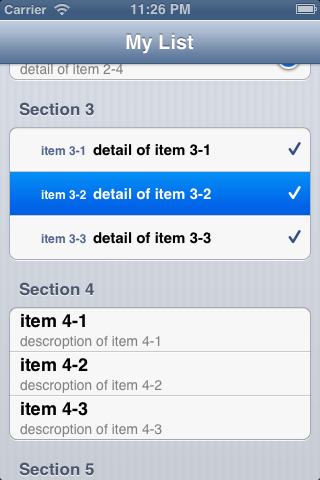 Carrier 11:26 PM
My List
detail of item 2-4
Section 3
item 3-1 detail of item 3-1
item 3-2 detail of item 3-2
item 3-3 detail of item 3-3
Section 4
item 4-1
descroption of item 4-1
item 4-2
descroption of item 4-2
item 4-3
descroption of item 4-3
Section 5